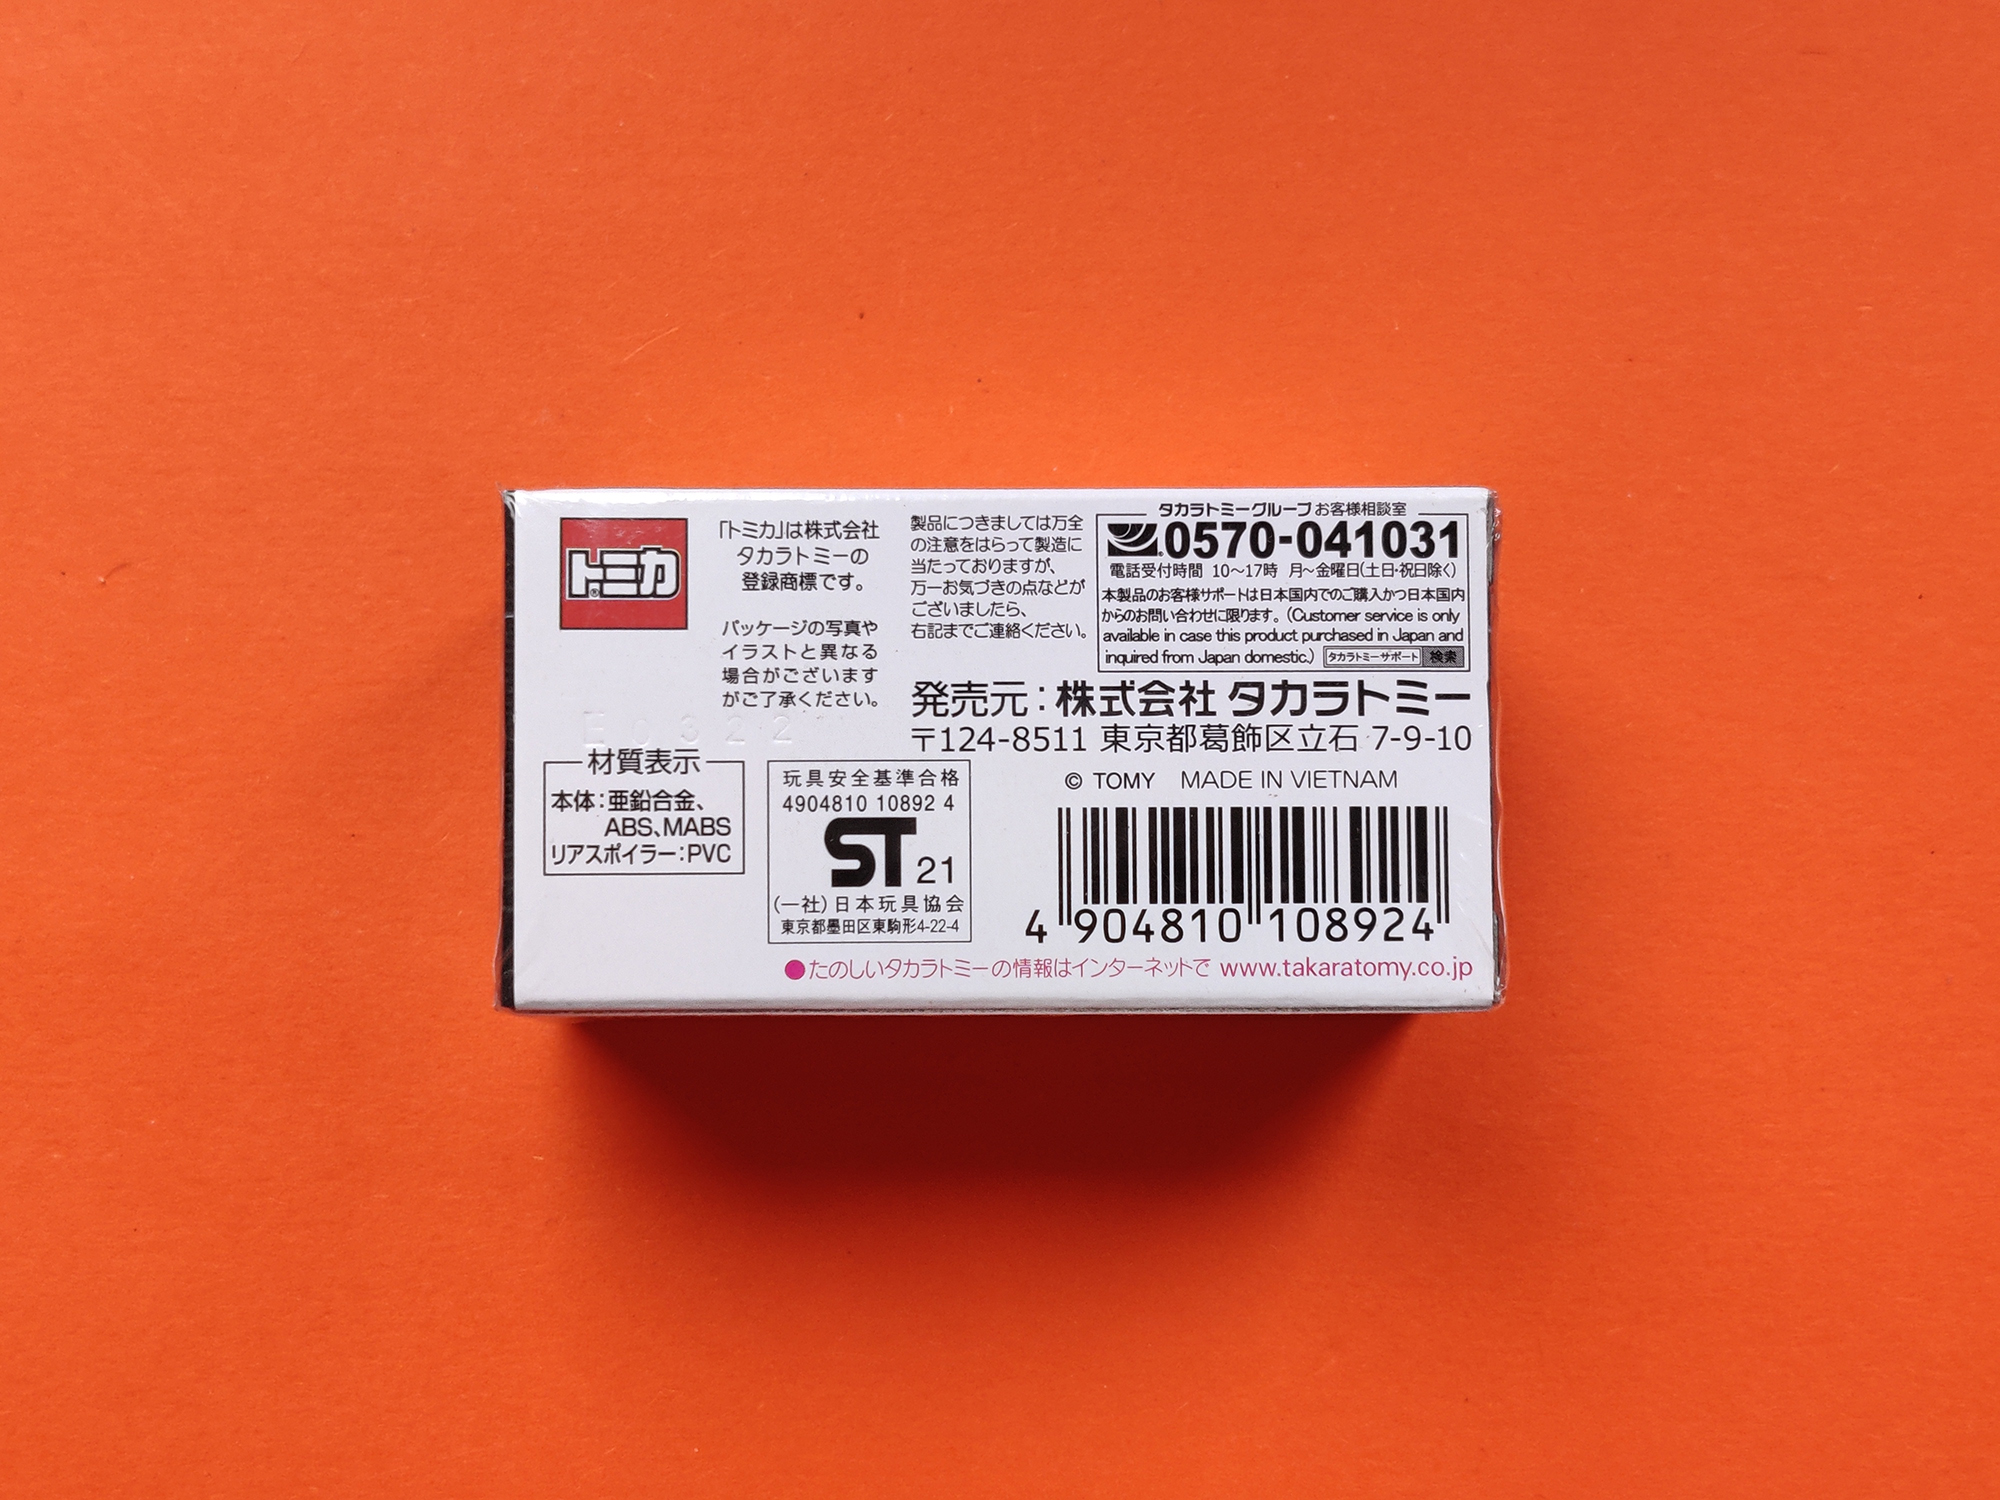 トミカ®
「トミカ」は株式会社
タカラトミーの
登録商標です。
パッケージの写真や
イラストと異なる
場合がございます
がご了承ください。
製品につきましては万全
の注意をはらって製造に
当たっておりますが、
万一お気づきの点などが
ございましたら、
右記までご連絡ください。
タカラトミーグループ お客様相談室
0570-041031
電話受付時間 10〜17時 月〜金曜日(土日・祝日除く)
本製品のお客様サポートは日本国内でのご購入かつ日本国内
からのお問い合わせに限ります。(Customer service is only
available in case this product purchased in Japan and
inquired from Japan domestic.) タカラトミーサポート 検索
発売元：株式会社 タカラトミー
〒124-8511 東京都葛飾区立石 7-9-10
E0322
材質表示
本体：亜鉛合金、
ABS、MABS
リアスポイラー：PVC
玩具安全基準合格
4904810 10892 4
ST 21
(一社)日本玩具協会
東京都墨田区東駒形4-22-4
© TOMY MADE IN VIETNAM
4 904810 108924
●たのしいタカラトミーの情報はインターネットで www.takaratomy.co.jp